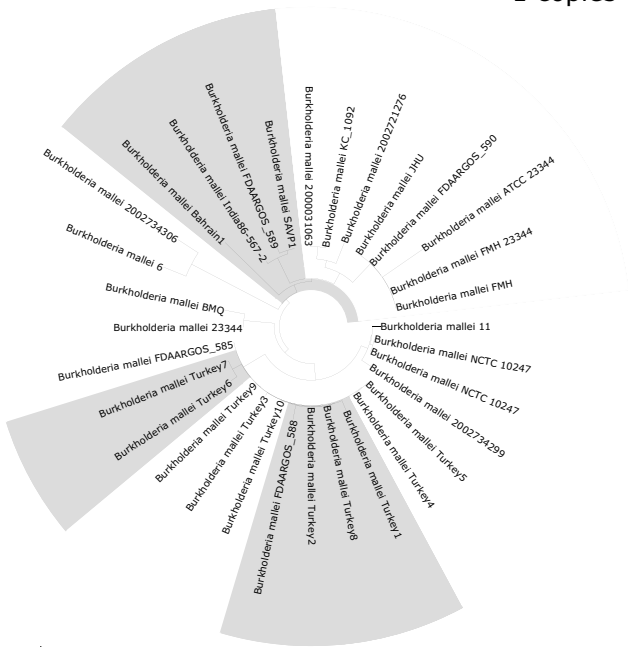 copies
Burkholderia mallei 2000031063
Burkholderia mallei KC_1092
Burkholderia mallei 2002721276
Burkholderia mallei JHU
Burkholderia mallei FDAARGOS_590
Burkholderia mallei ATCC 23344
Burkholderia mallei FMH 23344
Burkholderia mallei FMH
Burkholderia mallei 11
Burkholderia mallei NCTC 10247
Burkholderia mallei NCTC 10247
Burkholderia mallei 2002734299
Burkholderia mallei Turkey5
Burkholderia mallei Turkey4
Burkholderia mallei Turkey1
Burkholderia mallei Turkey8
Burkholderia mallei Turkey2
Burkholderia mallei FDAARGOS_588
Burkholderia mallei Turkey10
Burkholderia mallei Turkey3
Burkholderia mallei Turkey9
Burkholderia mallei Turkey6
Burkholderia mallei Turkey7
Burkholderia mallei FDAARGOS_585
Burkholderia mallei 23344
Burkholderia mallei BMQ
Burkholderia mallei 6
Burkholderia mallei 2002734306
Burkholderia mallei Bahrain1
Burkholderia mallei India86-567-2
Burkholderia mallei FDAARGOS_589
Burkholderia mallei SAVP1